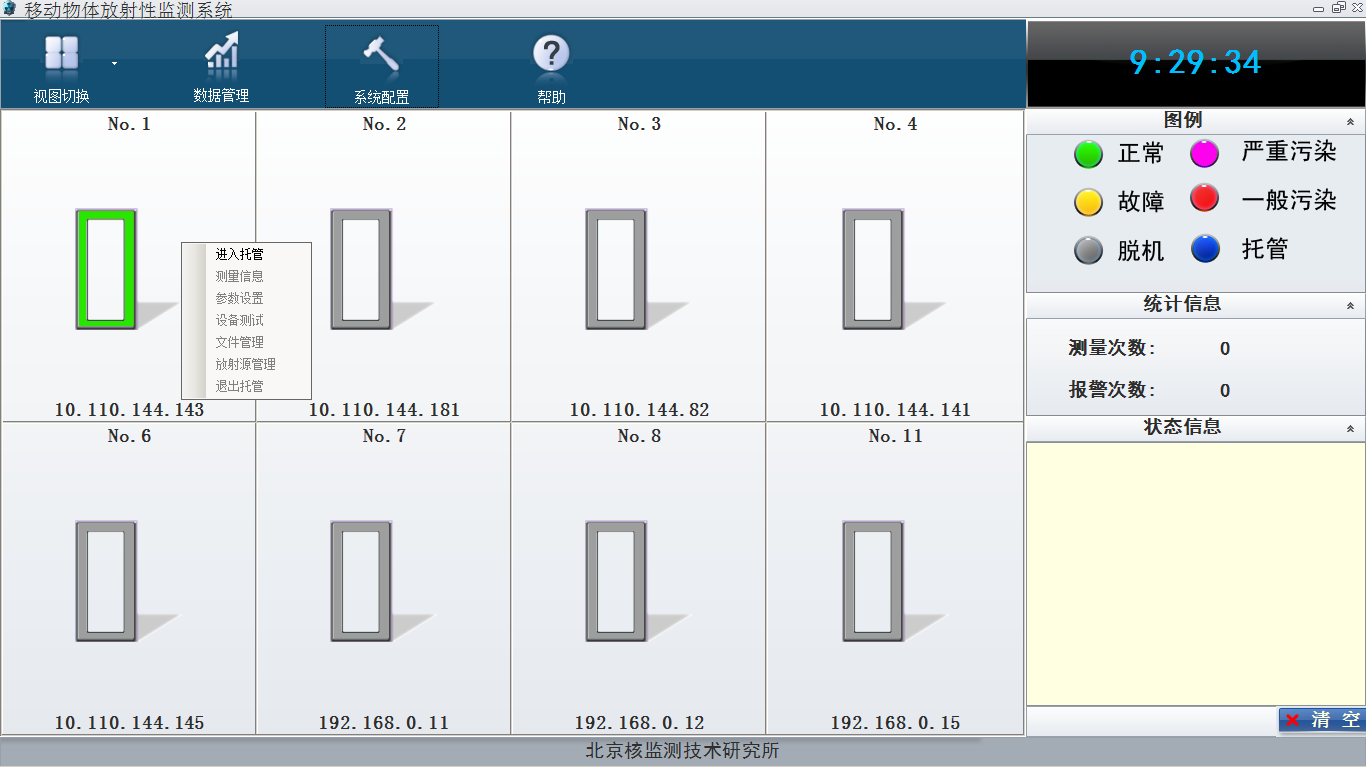 移动物体放射性监测系统
视图切换 数据管理 系统配置 帮助
9:29:34
No.1 No.2 No.3 No.4
进入托管
测量信息
参数设置
设备测试
文件管理
放射源管理
退出托管
10.110.144.143 10.110.144.181 10.110.144.82 10.110.144.141
No.6 No.7 No.8 No.11
10.110.144.145 192.168.0.11 192.168.0.12 192.168.0.15
图例
正常 严重污染
故障 一般污染
脱机 托管
统计信息
测量次数: 0
报警次数: 0
状态信息
清 空
北京核监测技术研究所